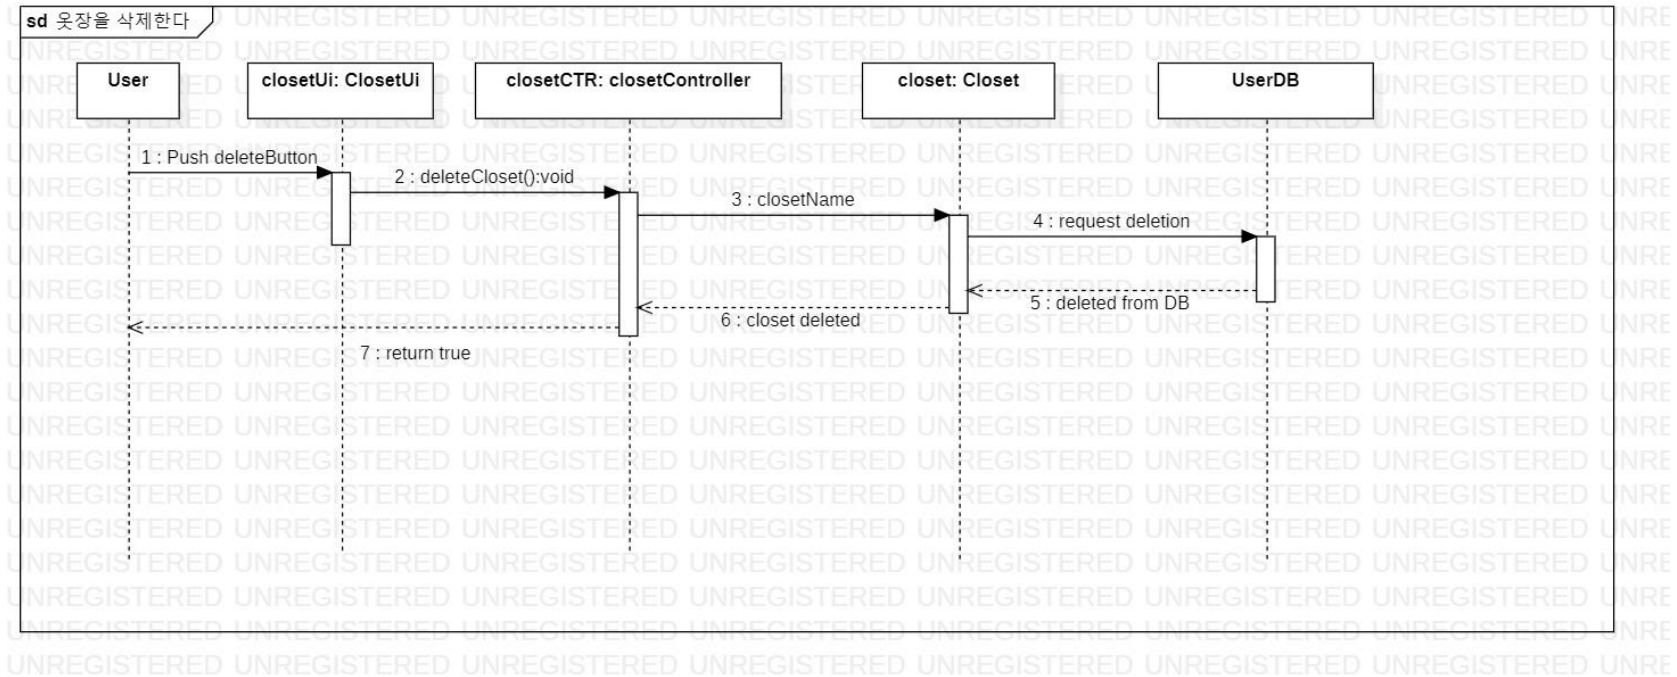 sd 옷장을 삭제한다
User
closetUi: ClosetUi
closetCTR: closetController
closet: Closet
UserDB
1 : Push deleteButton
2 : deleteCloset():void
3 : closetName
4 : request deletion
5 : deleted from DB
6 : closet deleted
7 : return true
UNREGISTERED